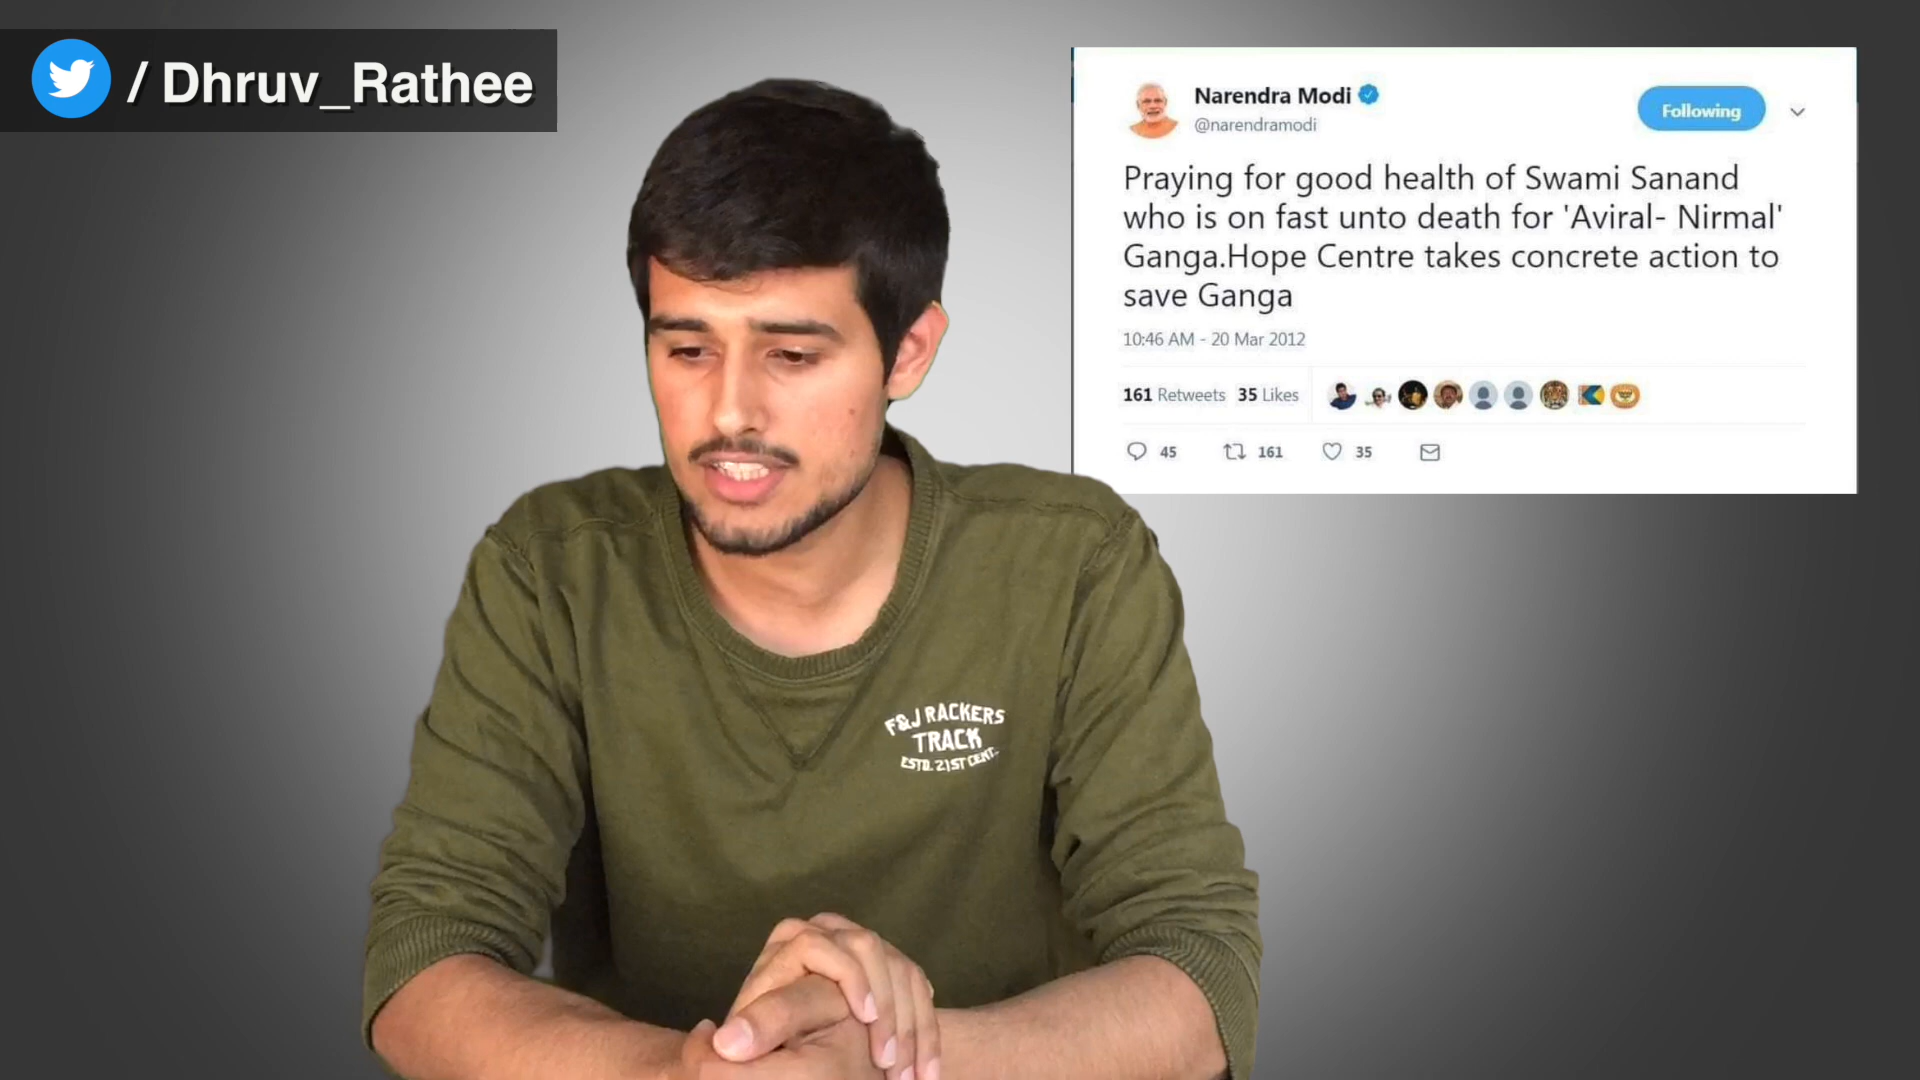 / Dhruv_Rathee
Narendra Modi
@narendramodi
Following
Praying for good health of Swami Sanand
who is on fast unto death for 'Aviral- Nirmal'
Ganga.Hope Centre takes concrete action to
save Ganga
10:46 AM - 20 Mar 2012
161 Retweets 35 Likes
45 161 35
F&J RACKERS
TRACK
ESTD. 21ST CENT.